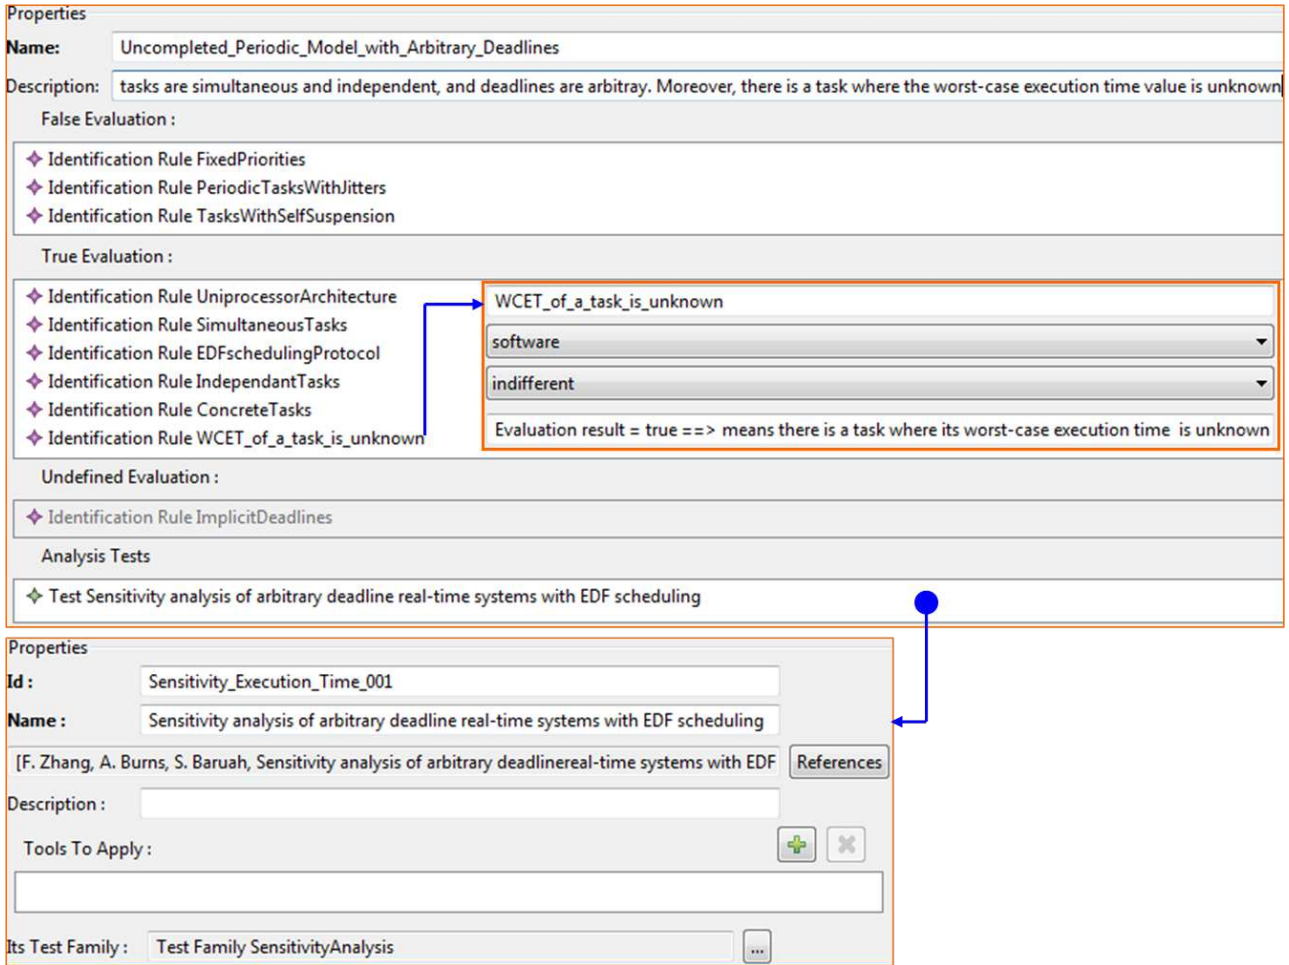 Properties
Name: Uncompleted_Periodic_Model_with_Arbitrary_Deadlines
Description: tasks are simultaneous and independent, and deadlines are arbitray. Moreover, there is a task where the worst-case execution time value is unknown
False Evaluation :
Identification Rule FixedPriorities
Identification Rule PeriodicTasksWithJitters
Identification Rule TasksWithSelfSuspension
True Evaluation :
Identification Rule UniprocessorArchitecture
Identification Rule SimultaneousTasks
Identification Rule EDFschedulingProtocol
Identification Rule IndependantTasks
Identification Rule ConcreteTasks
Identification Rule WCET_of_a_task_is_unknown
WCET_of_a_task_is_unknown
software
indifferent
Evaluation result = true ==> means there is a task where its worst-case execution time is unknown
Undefined Evaluation :
Identification Rule ImplicitDeadlines
Analysis Tests
Test Sensitivity analysis of arbitrary deadline real-time systems with EDF scheduling
Properties
Id : Sensitivity_Execution_Time_001
Name : Sensitivity analysis of arbitrary deadline real-time systems with EDF scheduling
[F. Zhang, A. Burns, S. Baruah, Sensitivity analysis of arbitrary deadlinereal-time systems with EDF References
Description :
Tools To Apply :
Its Test Family : Test Family SensitivityAnalysis ...